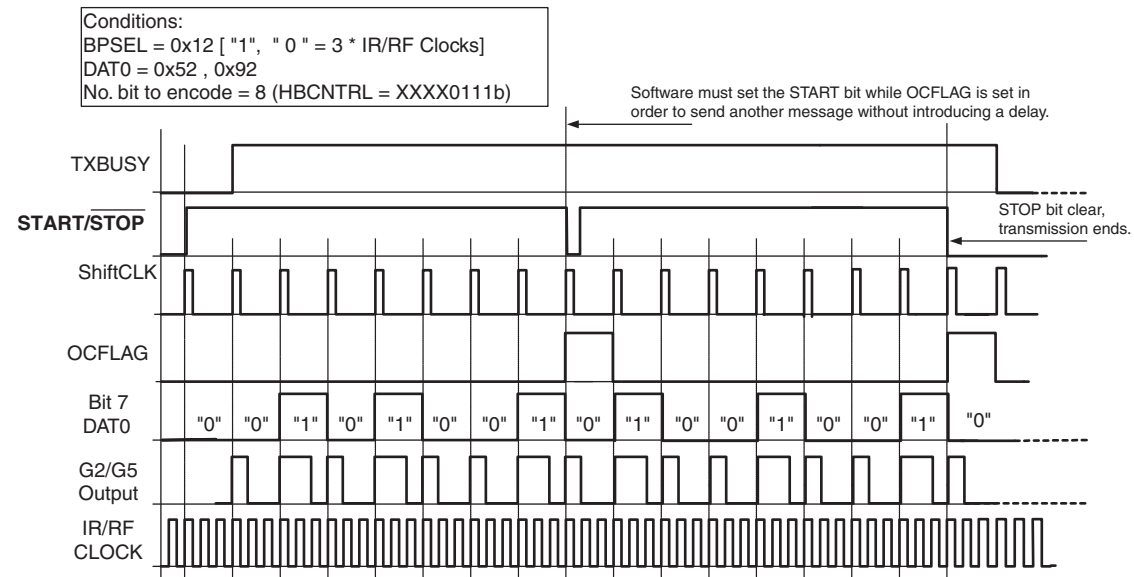 Conditions:
BPSEL = 0x12 [ "1", " 0 " = 3 * IR/RF Clocks]
DAT0 = 0x52 , 0x92
No. bit to encode = 8 (HBCNTRL = XXXX0111b)
Software must set the START bit while OCFLAG is set in
order to send another message without introducing a delay.
TXBUSY
START/STOP
STOP bit clear,
transmission ends.
ShiftCLK
OCFLAG
Bit 7
DAT0
"0" "0" "1" "0" "1" "0" "0" "1" "0" "1" "0" "0" "1" "0" "0" "1" "0"
G2/G5
Output
IR/RF
CLOCK